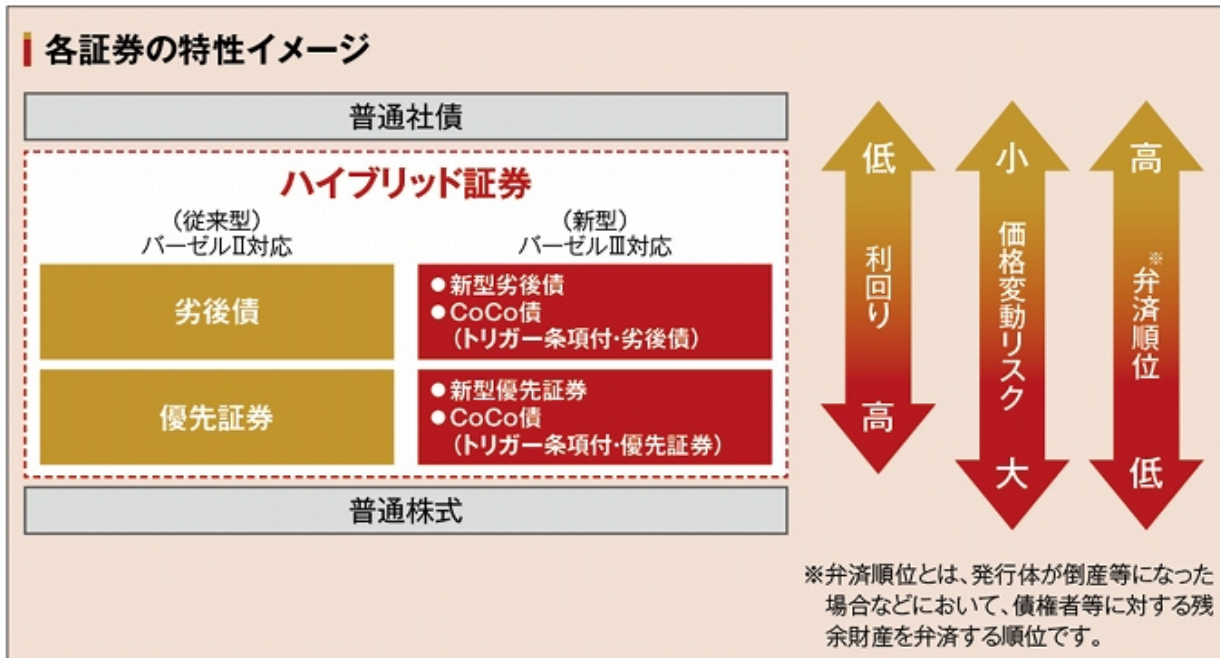 各証券の特性イメージ
普通社債
ハイブリッド証券
(従来型)
バーゼルⅡ対応
(新型)
バーゼルⅢ対応
劣後債
●新型劣後債
●CoCo債
(トリガー条項付・劣後債)
優先証券
●新型優先証券
●CoCo債
(トリガー条項付・優先証券)
普通株式
低
利回り
高
小
価格変動リスク
大
高
※弁済順位
低
※弁済順位とは、発行体が倒産等になった
場合などにおいて、債権者等に対する残
余財産を弁済する順位です。